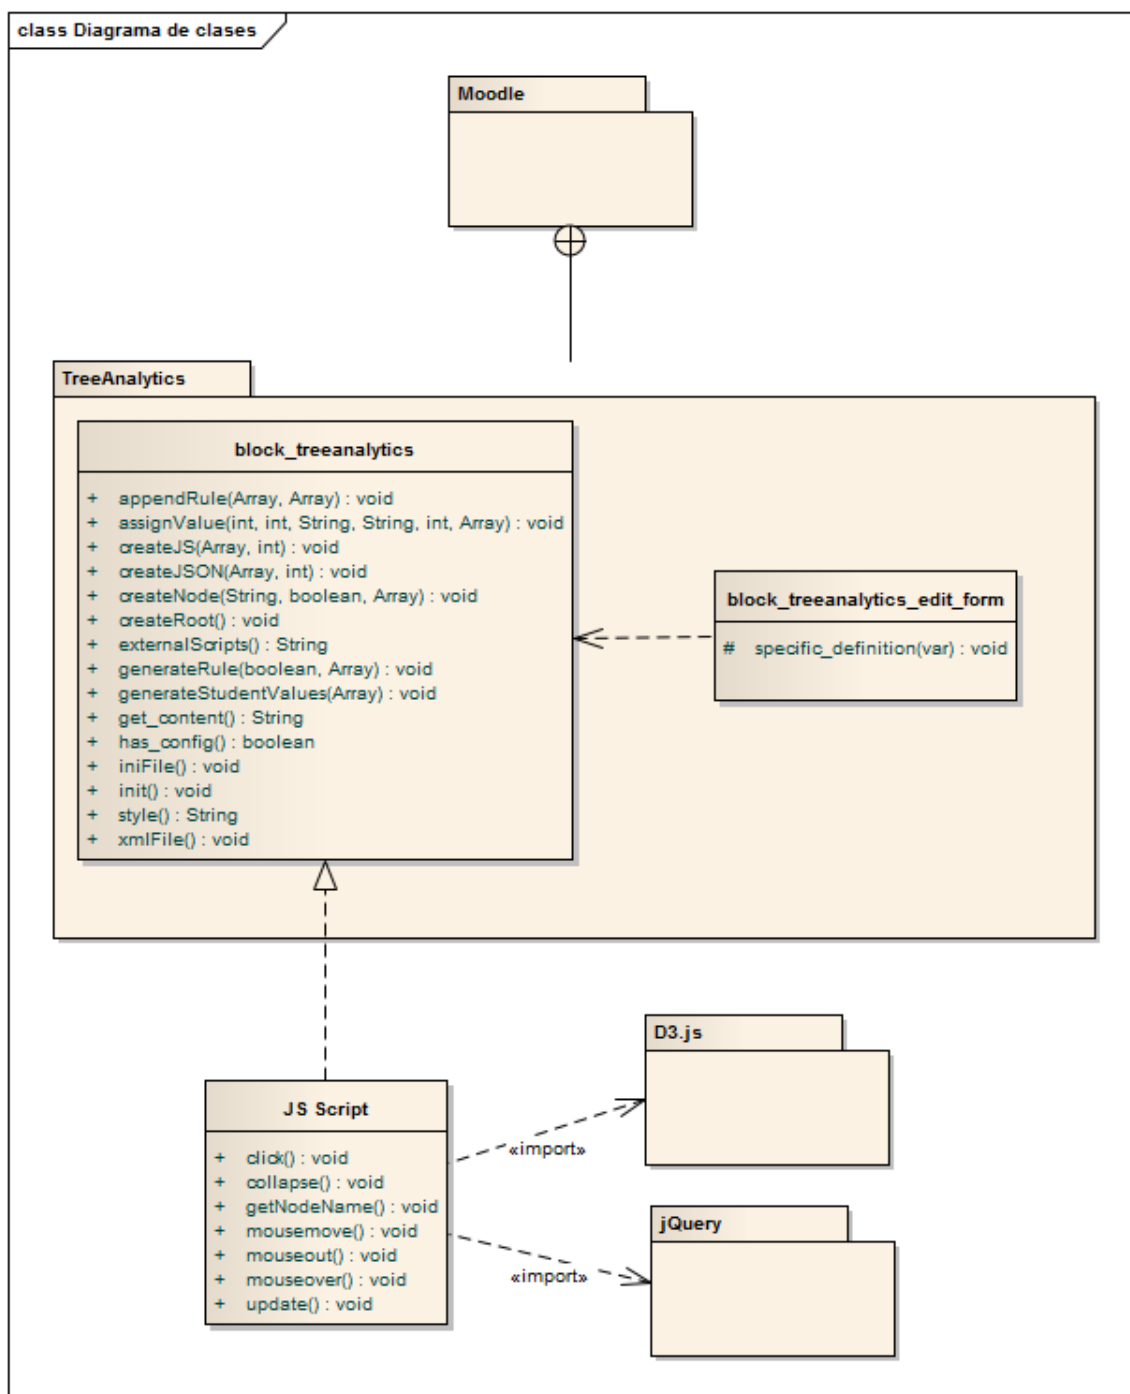 class Diagrama de clases
Moodle
TreeAnalytics
block_treeanalytics
+ appendRule(Array, Array) : void
+ assignValue(int, int, String, String, int, Array) : void
+ createJS(Array, int) : void
+ createJSON(Array, int) : void
+ createNode(String, boolean, Array) : void
+ createRoot() : void
+ externalScripts() : String
+ generateRule(boolean, Array) : void
+ generateStudentValues(Array) : void
+ get_content() : String
+ has_config() : boolean
+ iniFile() : void
+ init() : void
+ style() : String
+ xmlFile() : void
block_treeanalytics_edit_form
# specific_definition(var) : void
JS Script
+ click() : void
+ collapse() : void
+ getNodeName() : void
+ mousemove() : void
+ mouseout() : void
+ mouseover() : void
+ update() : void
«import»
D3.js
«import»
jQuery